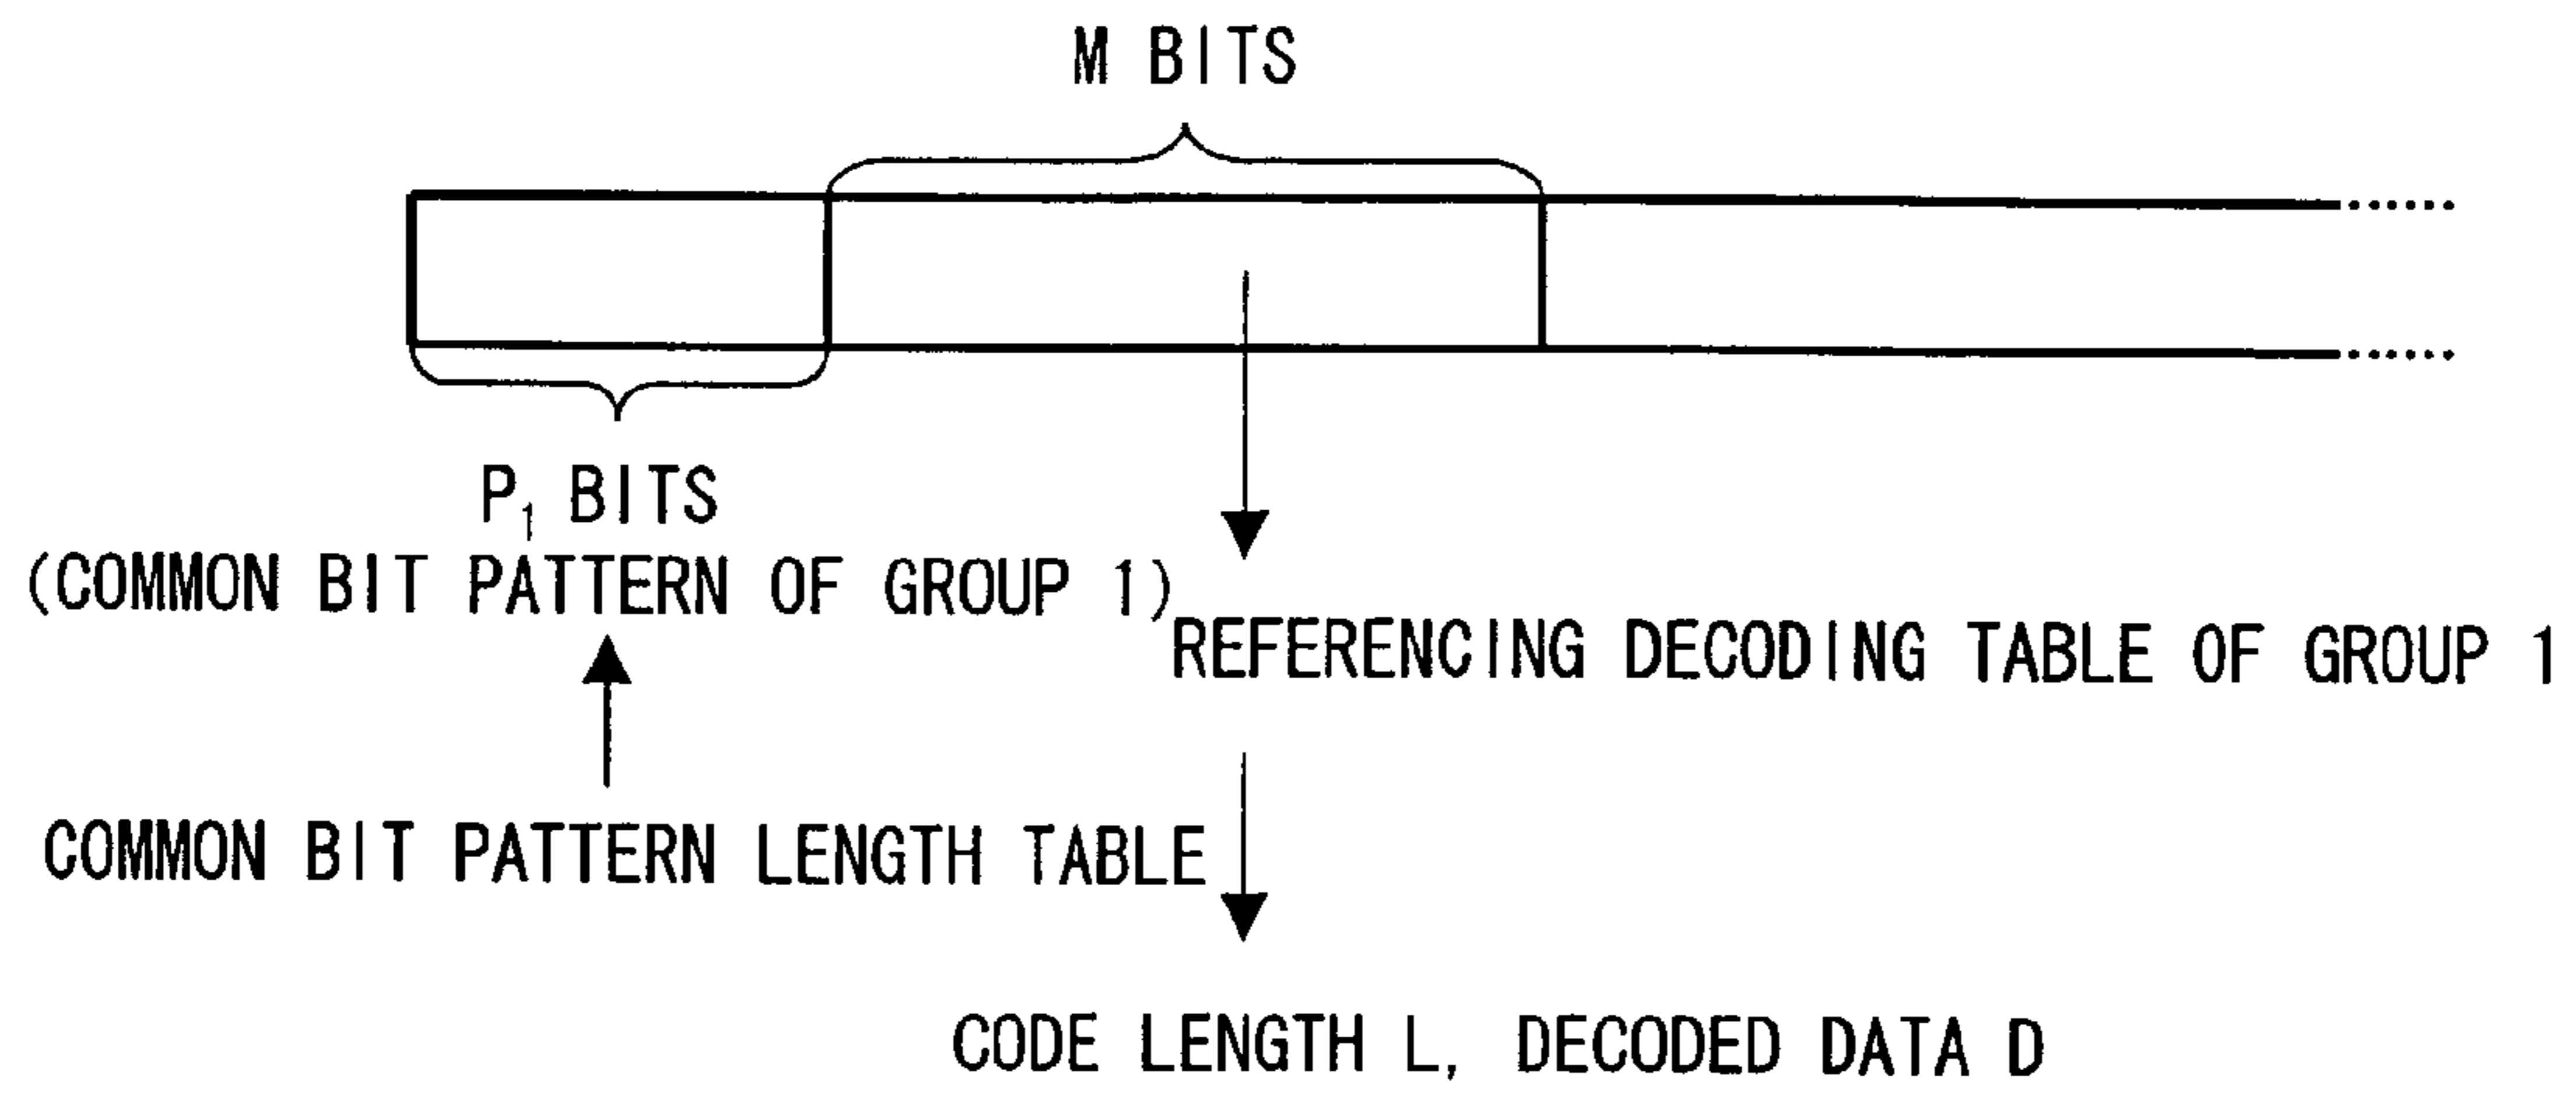 M BITS
P1 BITS
(COMMON BIT PATTERN OF GROUP 1)
REFERENCING DECODING TABLE OF GROUP 1
COMMON BIT PATTERN LENGTH TABLE
CODE LENGTH L, DECODED DATA D